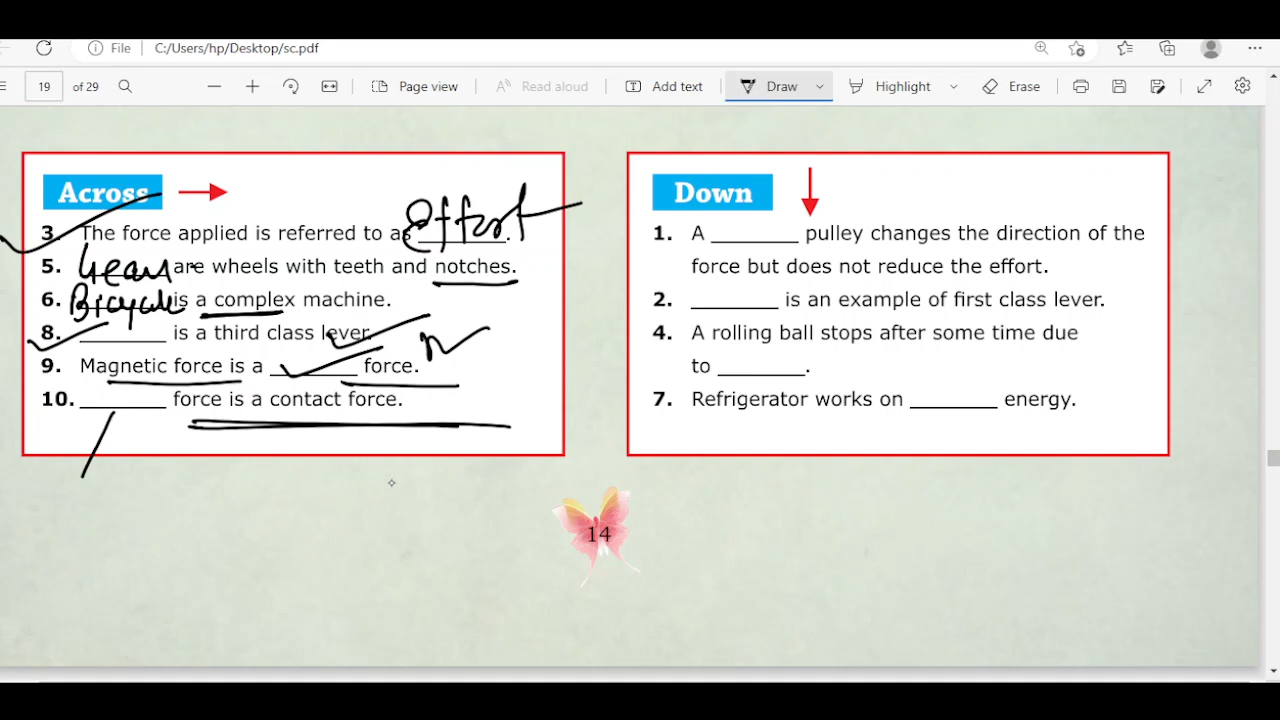 File C:/Users/hp/Desktop/sc.pdf
19 of 29 Page view Read aloud Add text Draw Highlight Erase
Across
3. The force applied is referred to as Effort.
5. Gears are wheels with teeth and notches.
6. Bicycle is a complex machine.
8. ________ is a third class lever.
9. Magnetic force is a ________ force.
10. ________ force is a contact force.
Down
1. A ________ pulley changes the direction of the
force but does not reduce the effort.
2. ________ is an example of first class lever.
4. A rolling ball stops after some time due
to ________.
7. Refrigerator works on ________ energy.
14